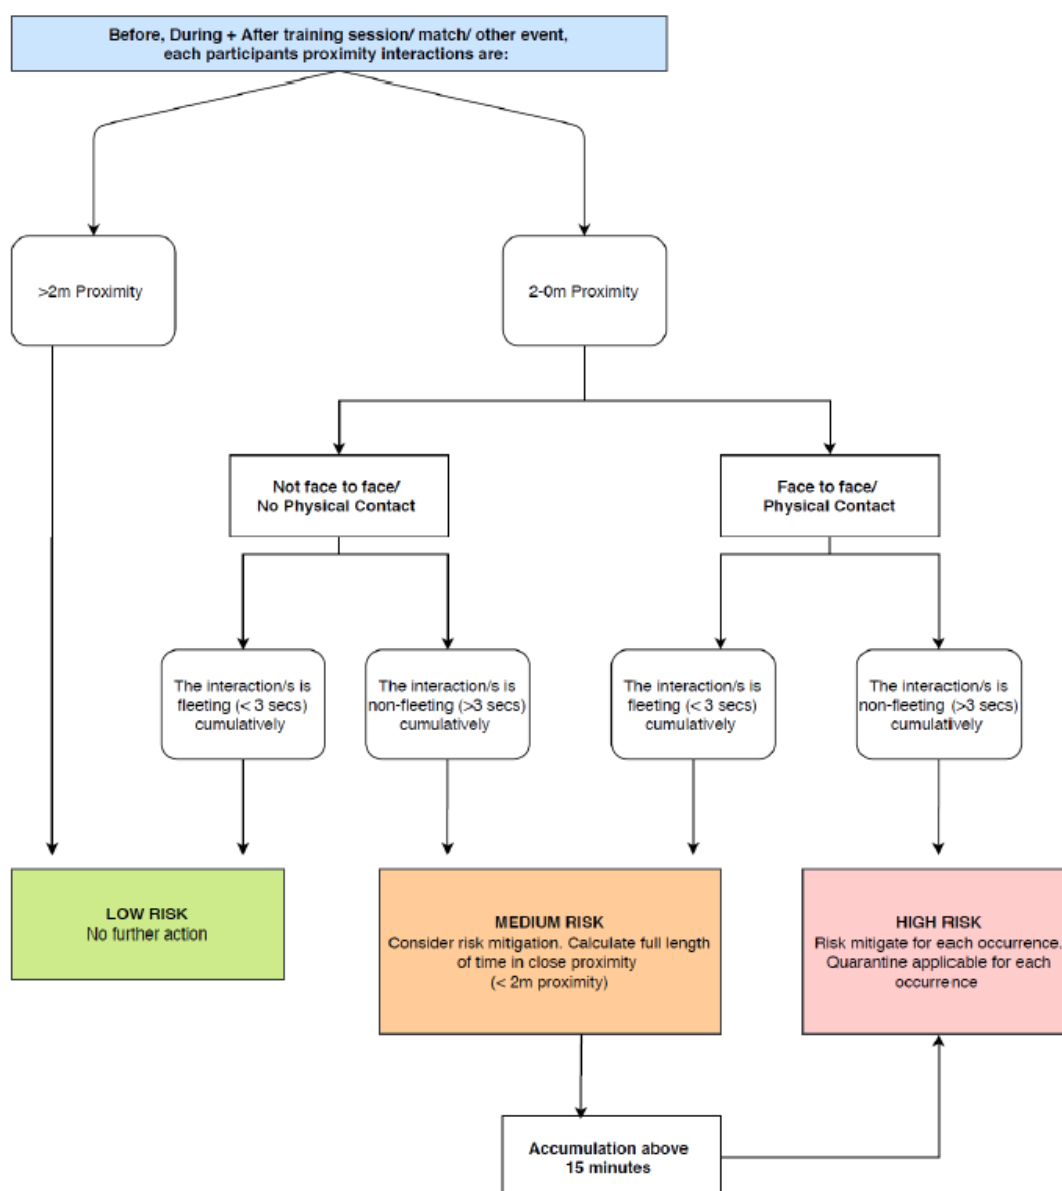 Before, During + After training session/ match/ other event,
each participants proximity interactions are:
>2m Proximity
2-0m Proximity
Not face to face/
No Physical Contact
Face to face/
Physical Contact
The interaction/s is
fleeting (< 3 secs)
cumulatively
The interaction/s is
non-fleeting (>3 secs)
cumulatively
The interaction/s is
fleeting (< 3 secs)
cumulatively
The interaction/s is
non-fleeting (>3 secs)
cumulatively
LOW RISK
No further action
MEDIUM RISK
Consider risk mitigation. Calculate full length
of time in close proximity
(< 2m proximity)
HIGH RISK
Risk mitigate for each occurrence.
Quarantine applicable for each
occurrence
Accumulation above
15 minutes